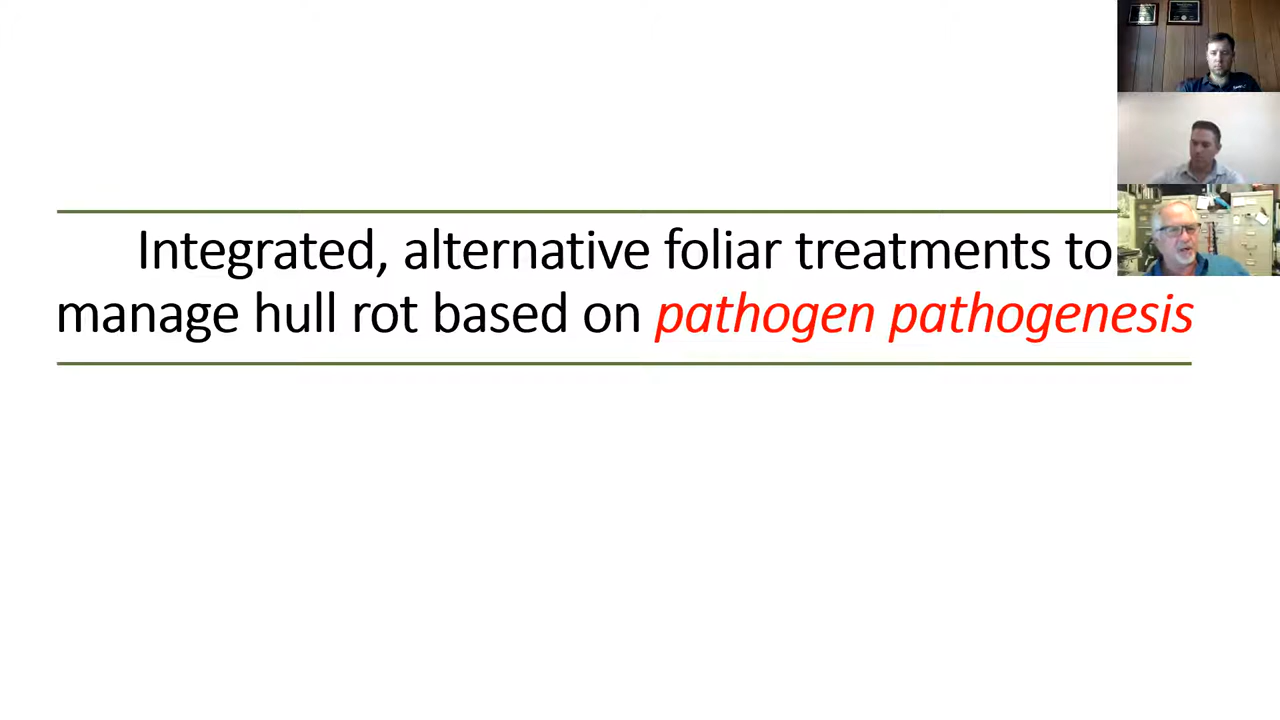 Integrated, alternative foliar treatments to
manage hull rot based on pathogen pathogenesis